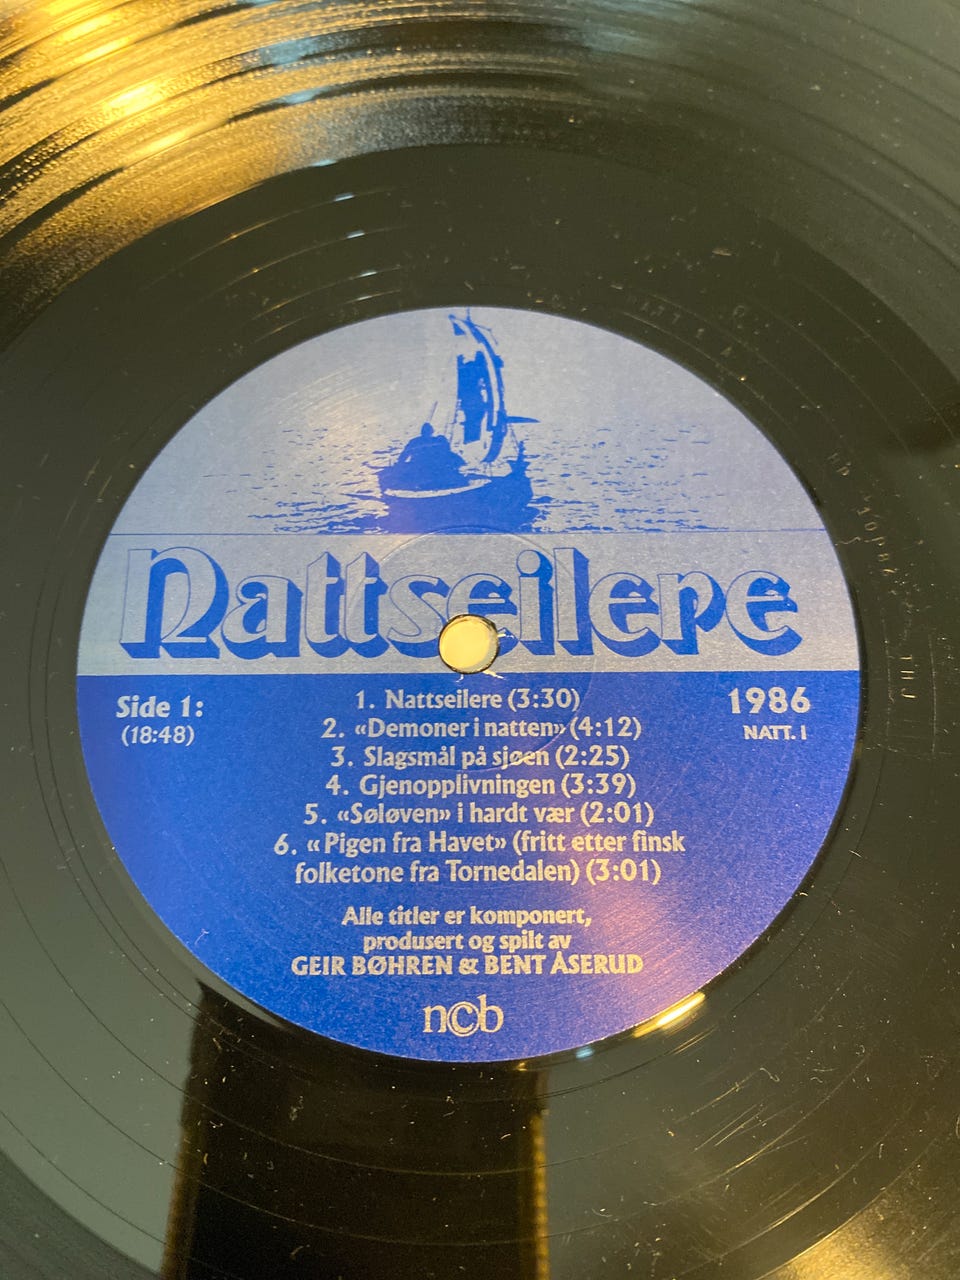 Nattseilere
Side 1:
(18:48)
1. Nattseilere (3:30)
2. «Demoner i natten» (4:12)
3. Slagsmål på sjøen (2:25)
4. Gjenopplivningen (3:39)
5. «Søløven» i hardt vær (2:01)
6. «Pigen fra Havet» (fritt etter finsk
folketone fra Tornedalen) (3:01)
1986
NATT. 1
Alle titler er komponert,
produsert og spilt av
GEIR BØHREN & BENT ÅSERUD
ncb